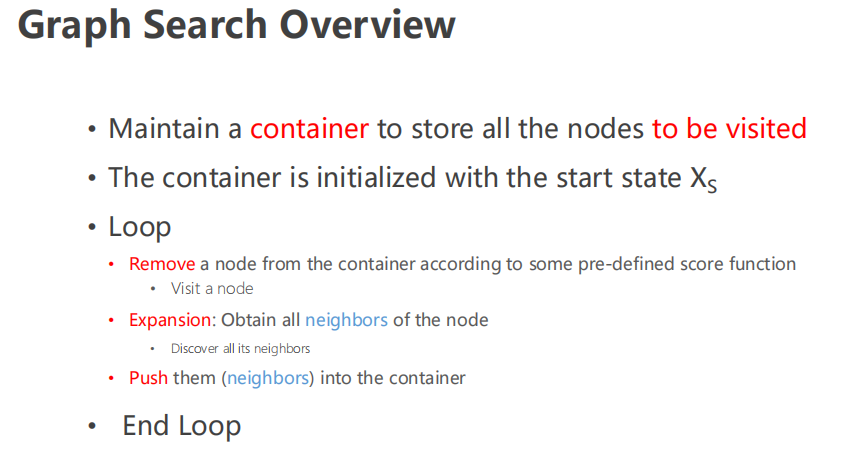 Graph Search Overview
• Maintain a container to store all the nodes to be visited
• The container is initialized with the start state XS
• Loop
• Remove a node from the container according to some pre-defined score function
• Visit a node
• Expansion: Obtain all neighbors of the node
• Discover all its neighbors
• Push them (neighbors) into the container
• End Loop